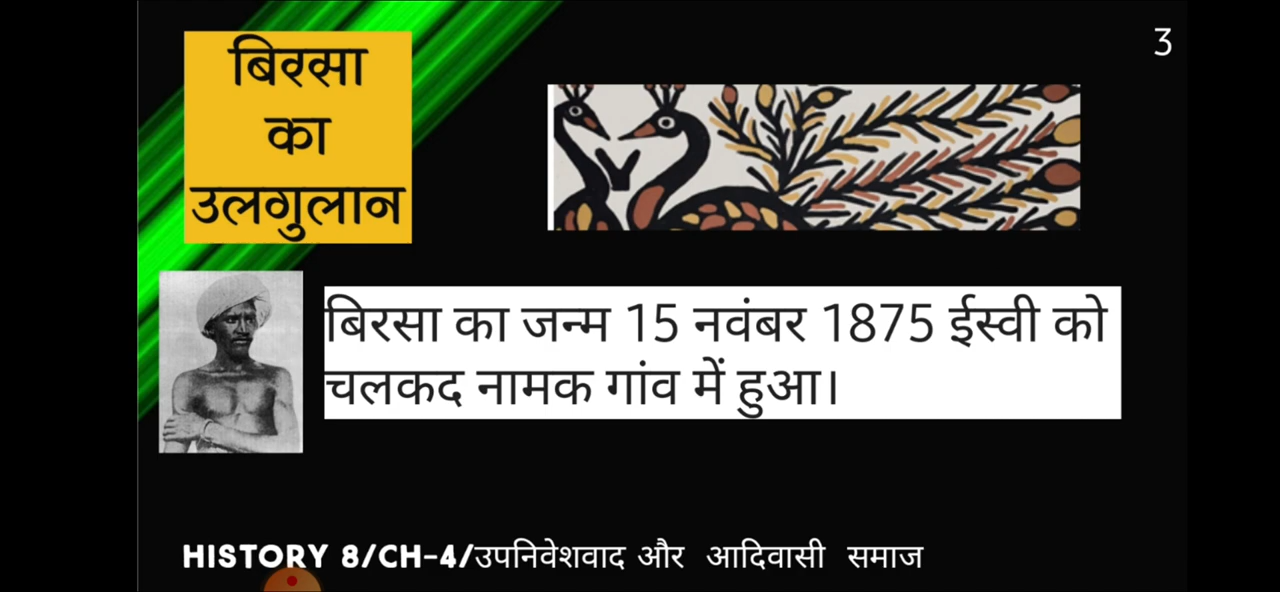 3
बिरसा
का
उलगुलान
बिरसा का जन्म 15 नवंबर 1875 ईस्वी को
चलकद नामक गांव में हुआ।
HISTORY 8/CH-4/उपनिवेशवाद और आदिवासी समाज